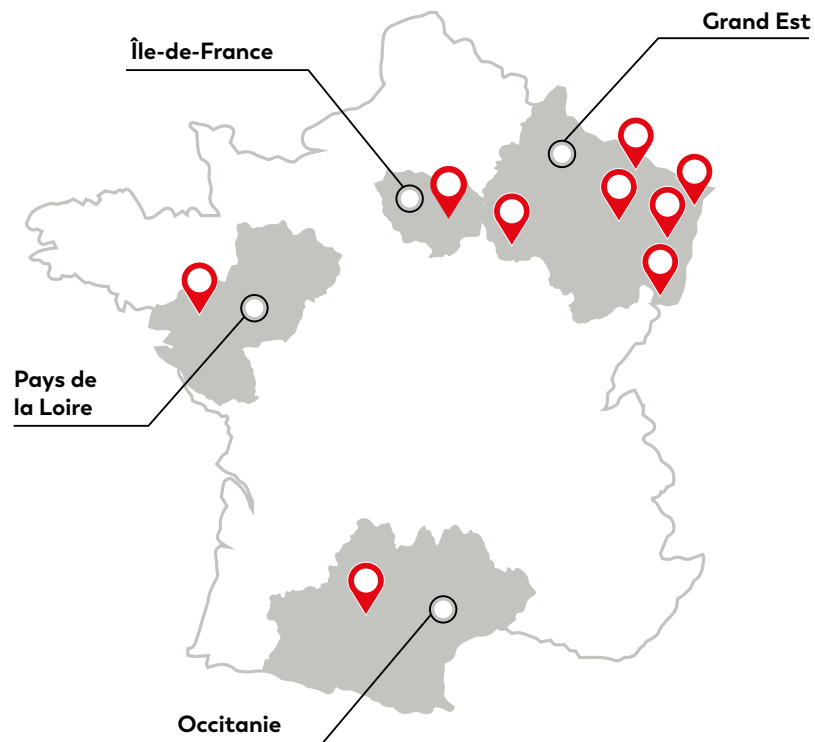 Grand Est
Île-de-France
Pays de
la Loire
Occitanie